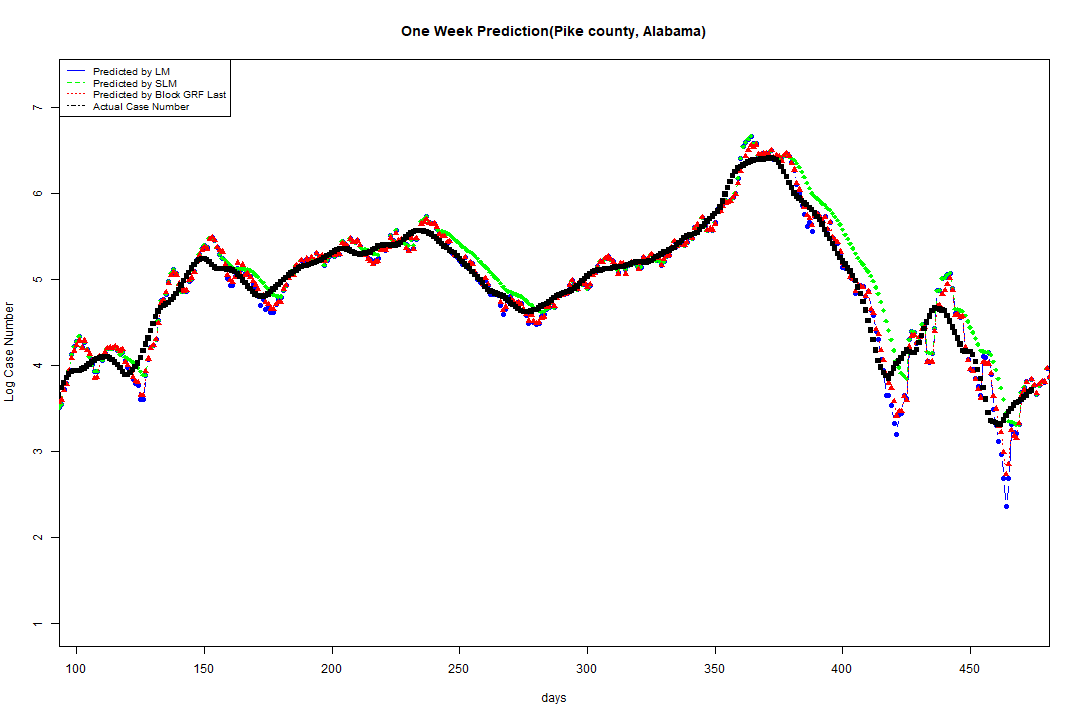 One Week Prediction(Pike county, Alabama)
Predicted by LM
Predicted by SLM
Predicted by Block GRF Last
Actual Case Number
7
6
5
4
3
2
1
Log Case Number
100 150 200 250 300 350 400 450
days